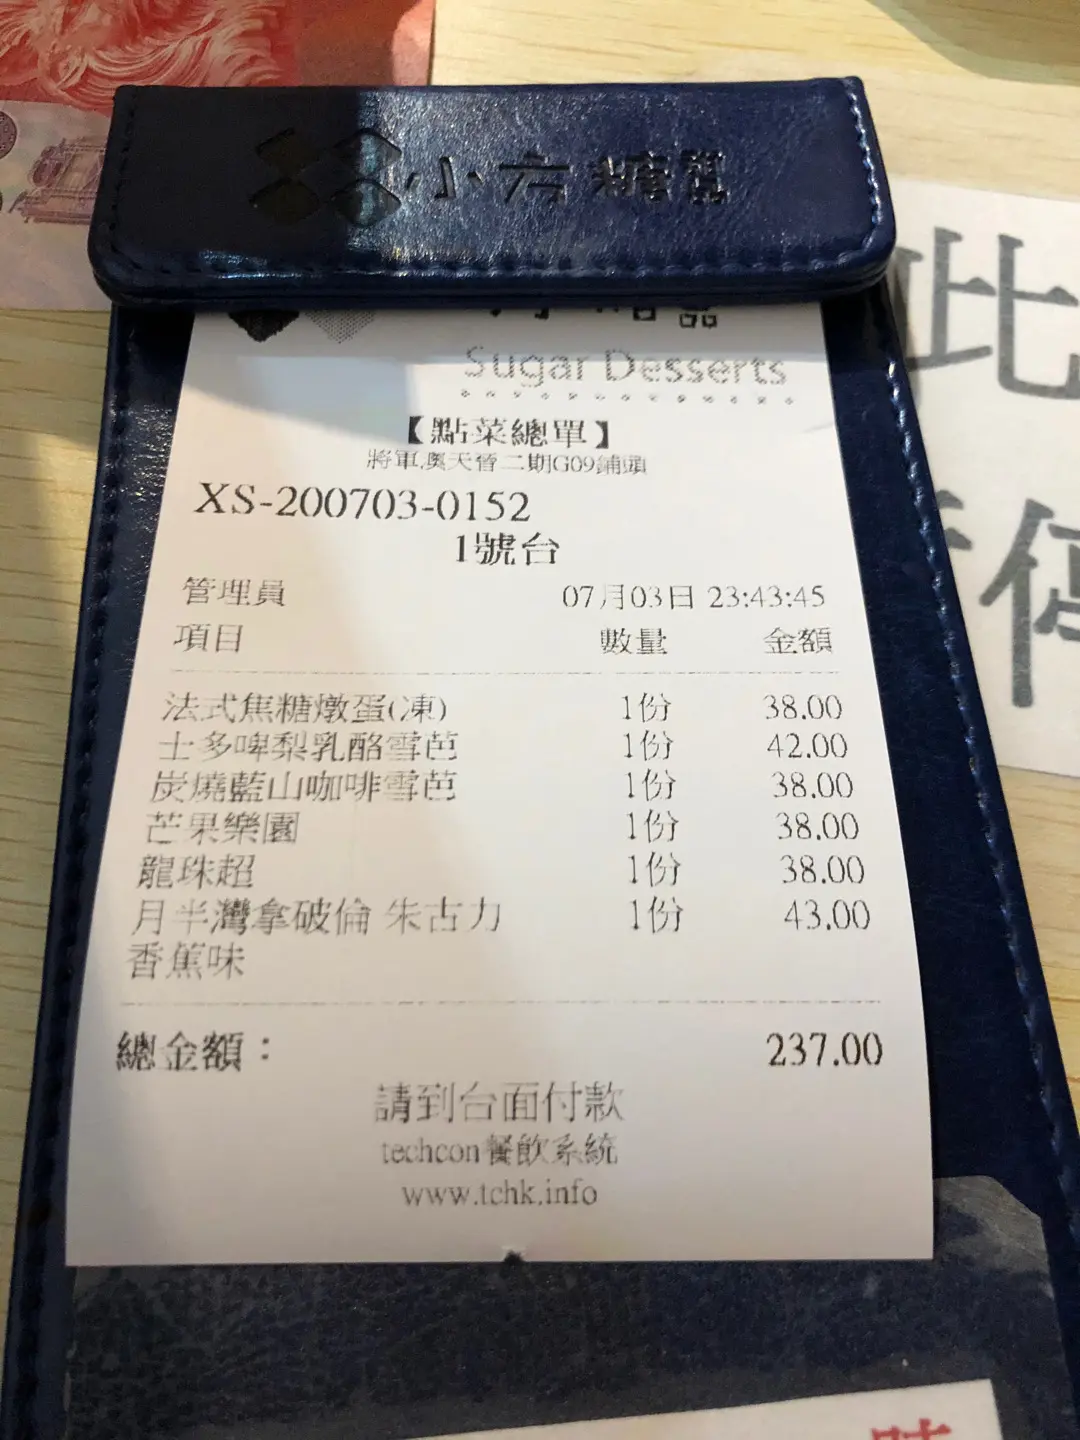 小六糖
Sugar Desserts
【點菜總單】
將軍澳天晉二期G09鋪頭
XS-200703-0152
1號台
管理員 07月03日 23:43:45
項目 數量 金額
法式焦糖燉蛋(凍) 1份 38.00
士多啤梨乳酪雪芭 1份 42.00
炭燒藍山咖啡雪芭 1份 38.00
芒果樂園 1份 38.00
龍珠超 1份 38.00
月半灣拿破倫 朱古力 1份 43.00
香蕉味
總金額： 237.00
請到台面付款
techcon餐飲系統
www.tchk.info
此
停